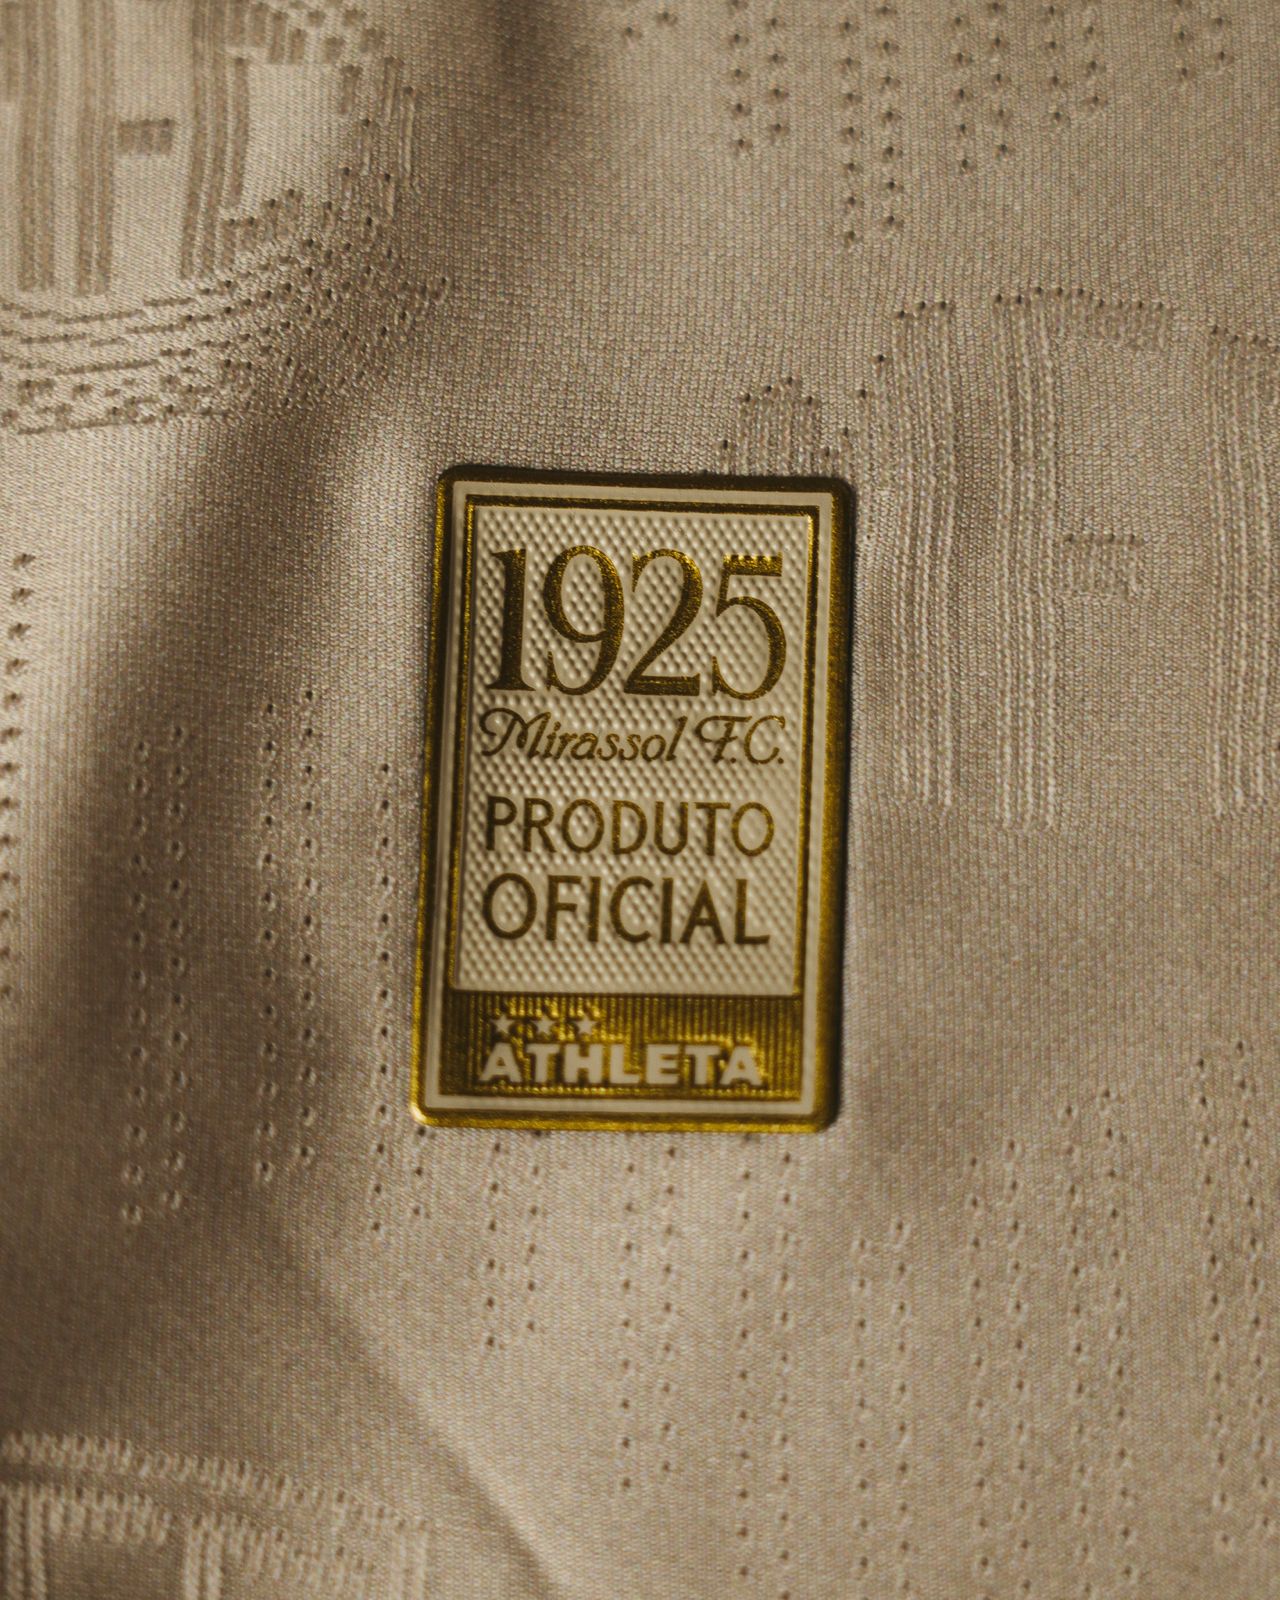 1925
Mirassol F.C.
PRODUTO
OFICIAL
ATHLETA